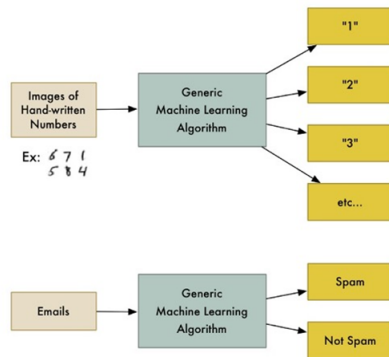 "1"
Images of
Hand-written
Numbers
Generic
Machine Learning
Algorithm
"2"
"3"
etc...
Ex: 6 7 1
5 8 4
Emails
Generic
Machine Learning
Algorithm
Spam
Not Spam